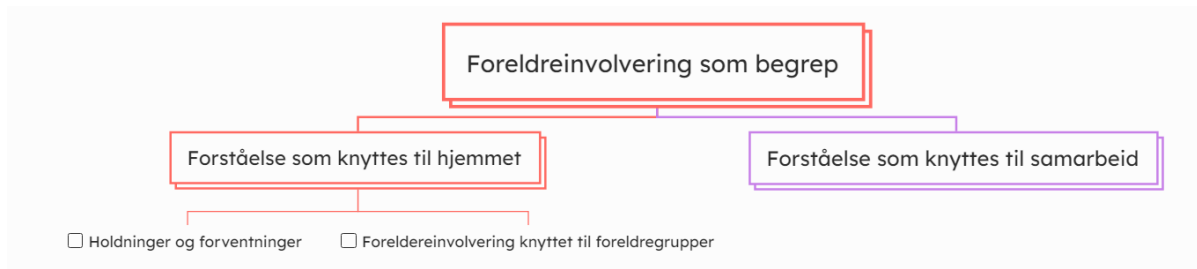 Foreldreinvolvering som begrep
Forståelse som knyttes til hjemmet
Forståelse som knyttes til samarbeid
Holdninger og forventninger
Foreldereinvolvering knyttet til foreldregrupper